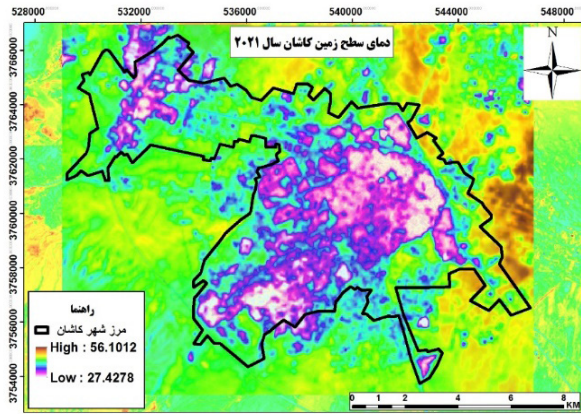 528000 532000 536000 540000 544000 548000
دمای سطح زمین کاشان سال ۲۰۲۱
N
3766000
3764000
3762000
3760000
3758000
3756000
3754000
راهنما
مرز شهر کاشان
High : 56.1012
Low : 27.4278
0 1 2 4 6 8
KM